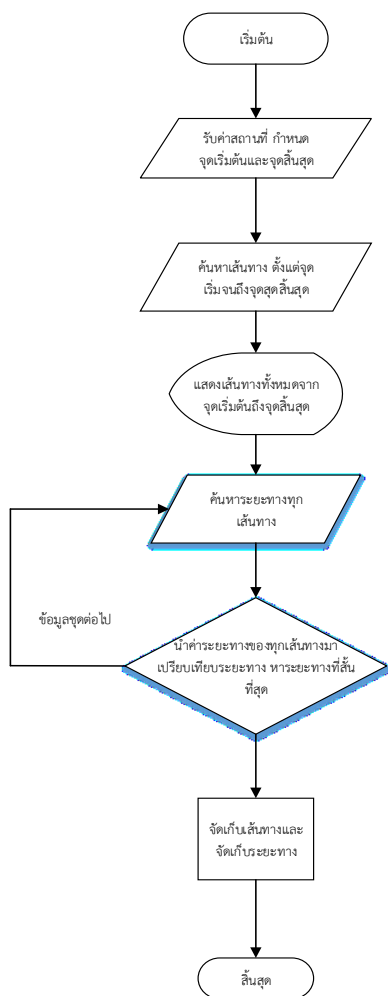 เริ่มต้น
รับค่าสถานที่ กำหนด
จุดเริ่มต้นและจุดสิ้นสุด
ค้นหาเส้นทาง ตั้งแต่จุด
เริ่มจนถึงจุดสุดสิ้นสุด
แสดงเส้นทางทั้งหมดจาก
จุดเริ่มต้นถึงจุดสิ้นสุด
ค้นหาระยะทางทุก
เส้นทาง
ข้อมูลชุดต่อไป
นำค่าระยะทางของทุกเส้นทางมา
เปรียบเทียบระยะทาง หาระยะทางที่สั้น
ที่สุด
จัดเก็บเส้นทางและ
จัดเก็บระยะทาง
สิ้นสุด